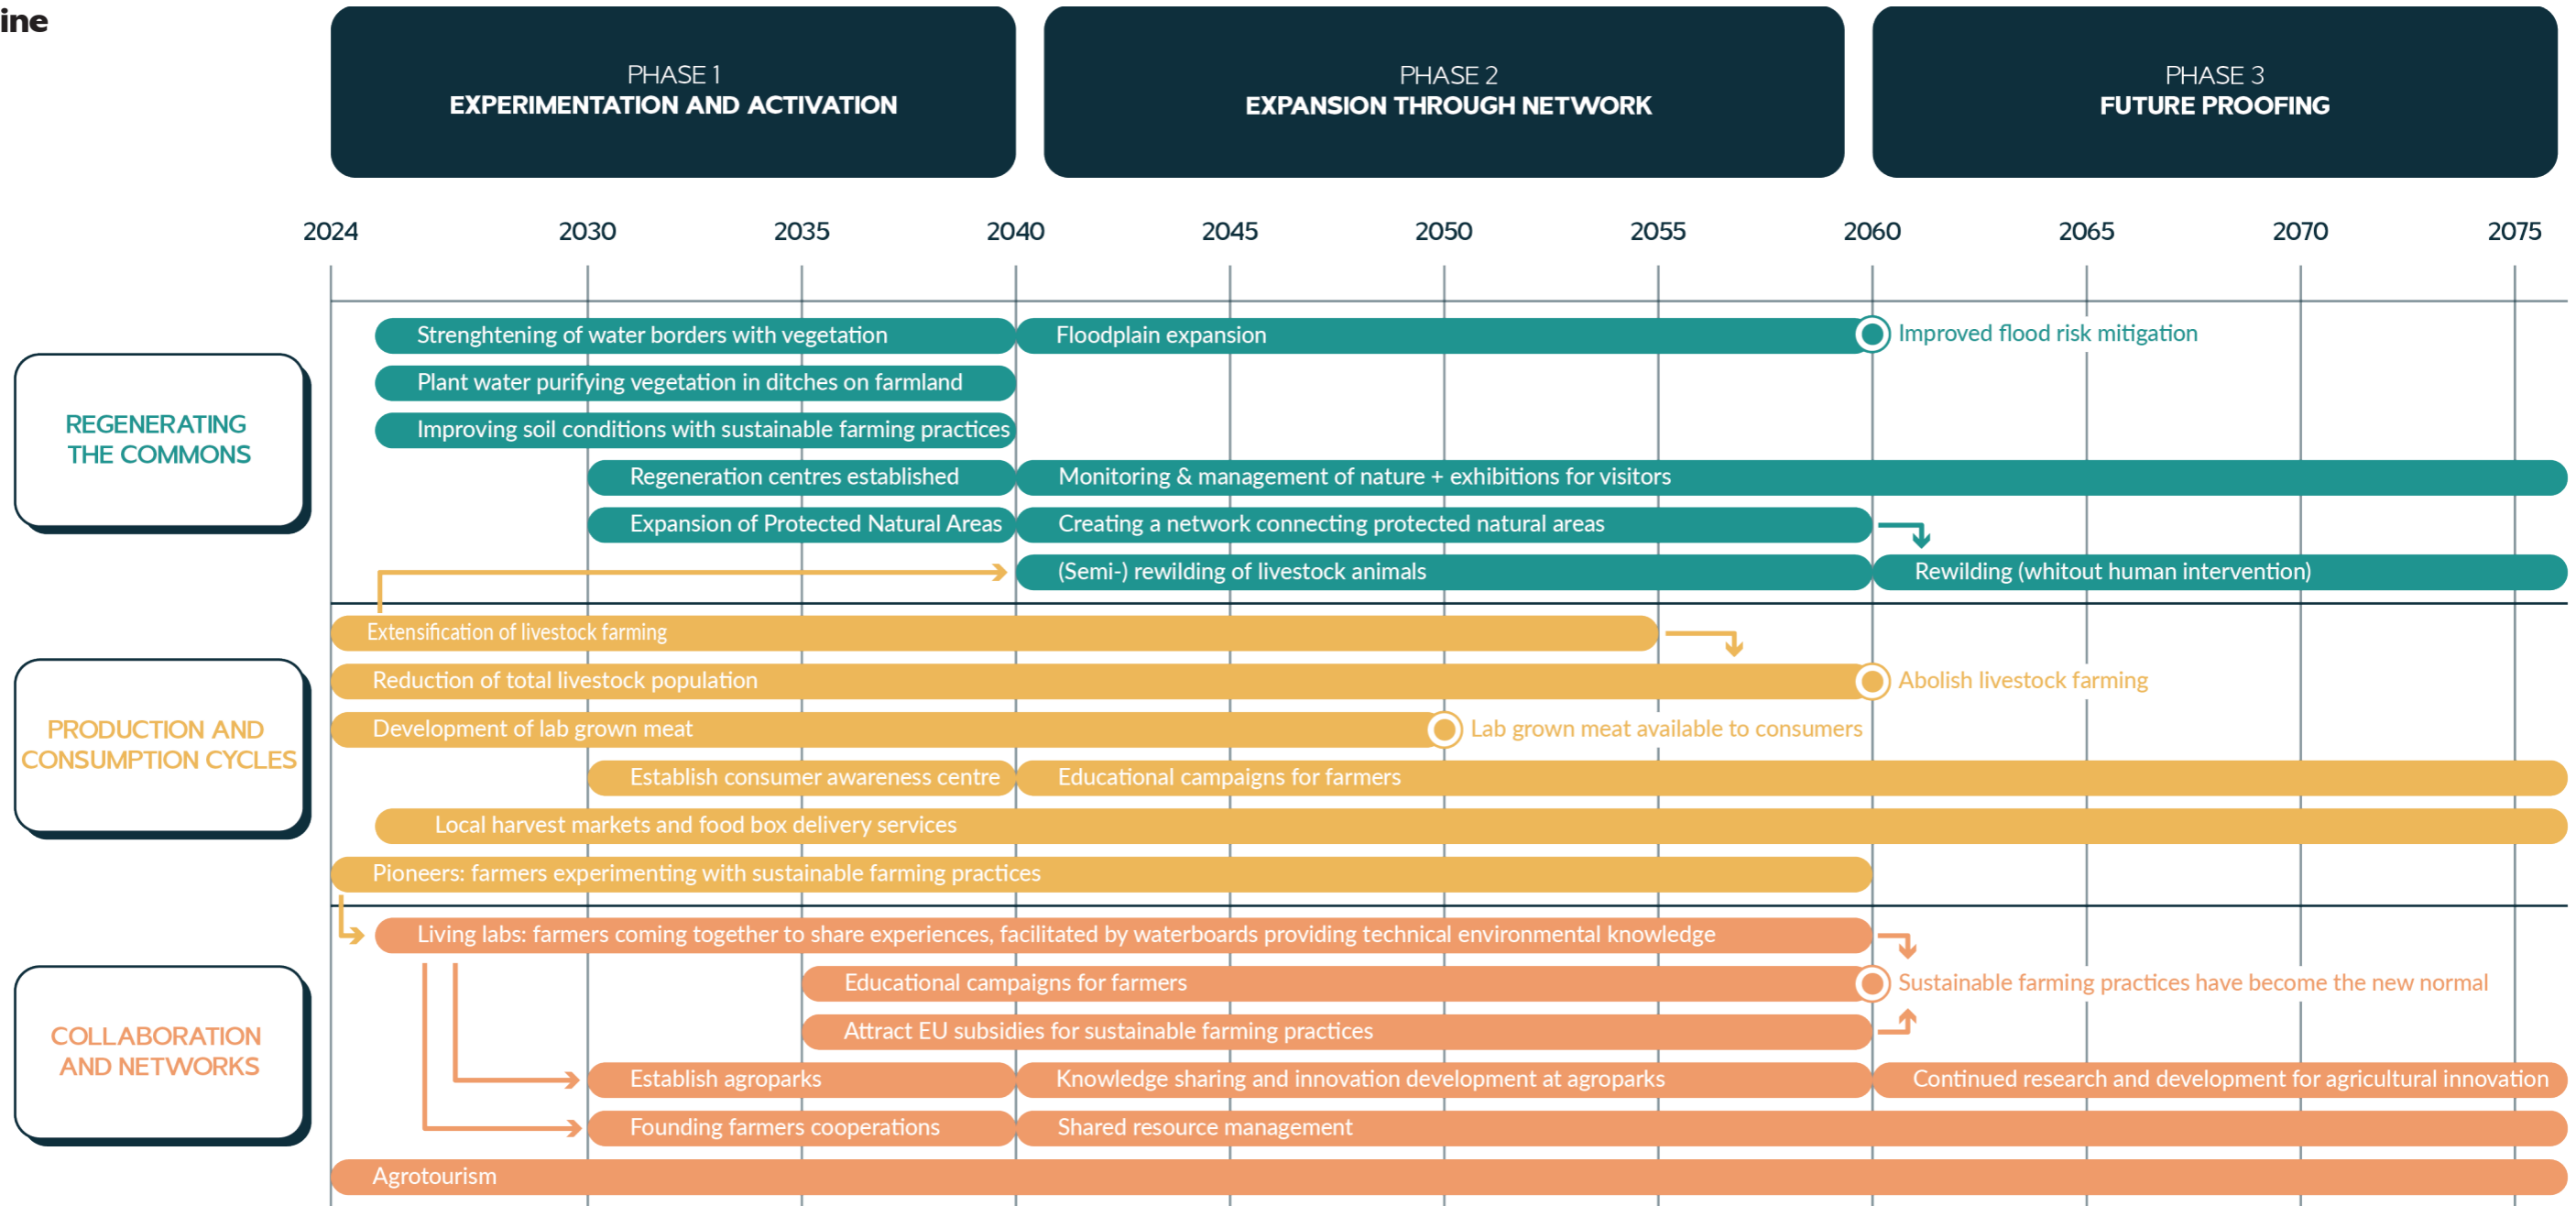 ine
PHASE 1
EXPERIMENTATION AND ACTIVATION
PHASE 2
EXPANSION THROUGH NETWORK
PHASE 3
FUTURE PROOFING
2024 2030 2035 2040 2045 2050 2055 2060 2065 2070 2075
REGENERATING
THE COMMONS
Strenghtening of water borders with vegetation
Floodplain expansion
Improved flood risk mitigation
Plant water purifying vegetation in ditches on farmland
Improving soil conditions with sustainable farming practices
Regeneration centres established
Monitoring & management of nature + exhibitions for visitors
Expansion of Protected Natural Areas
Creating a network connecting protected natural areas
(Semi-) rewilding of livestock animals
Rewilding (whitout human intervention)
PRODUCTION AND
CONSUMPTION CYCLES
Extensification of livestock farming
Reduction of total livestock population
Abolish livestock farming
Development of lab grown meat
Lab grown meat available to consumers
Establish consumer awareness centre
Educational campaigns for farmers
Local harvest markets and food box delivery services
Pioneers: farmers experimenting with sustainable farming practices
COLLABORATION
AND NETWORKS
Living labs: farmers coming together to share experiences, facilitated by waterboards providing technical environmental knowledge
Educational campaigns for farmers
Sustainable farming practices have become the new normal
Attract EU subsidies for sustainable farming practices
Establish agroparks
Knowledge sharing and innovation development at agroparks
Continued research and development for agricultural innovation
Founding farmers cooperations
Shared resource management
Agrotourism